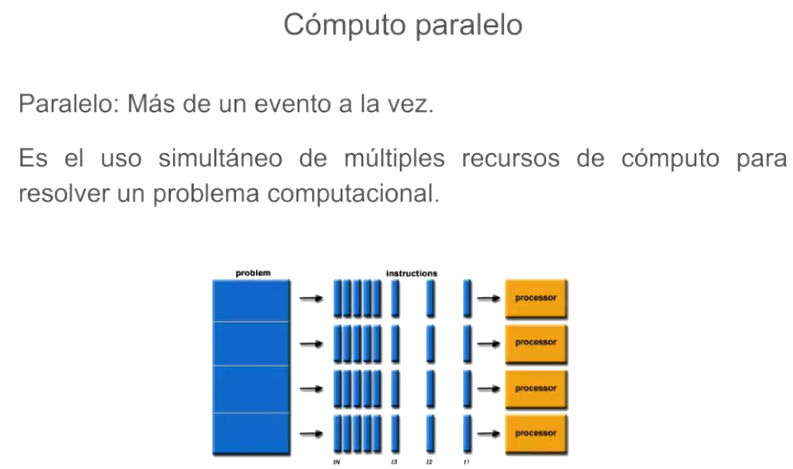 Cómputo paralelo
Paralelo: Más de un evento a la vez.
Es el uso simultáneo de múltiples recursos de cómputo para
resolver un problema computacional.
problem
instructions
processor
processor
processor
processor
tN t3 t2 t1